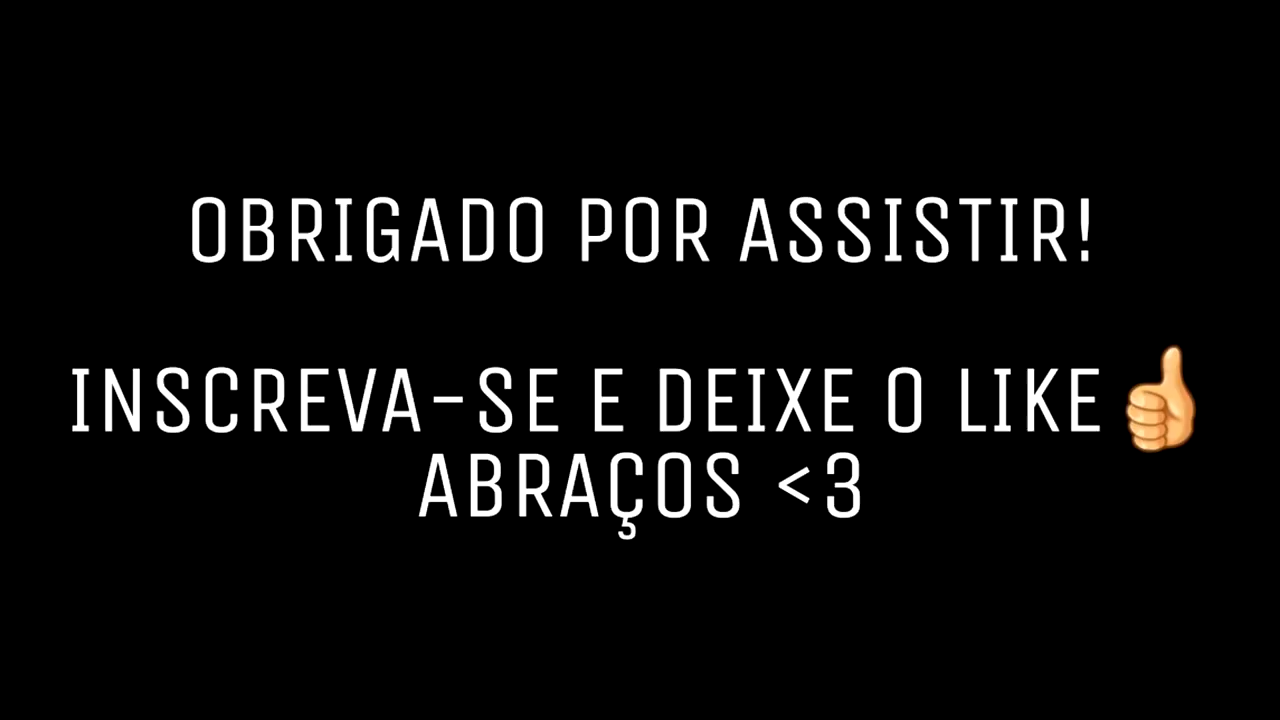 OBRIGADO POR ASSISTIR!
INSCREVA-SE E DEIXE O LIKE👍
ABRAÇOS <3